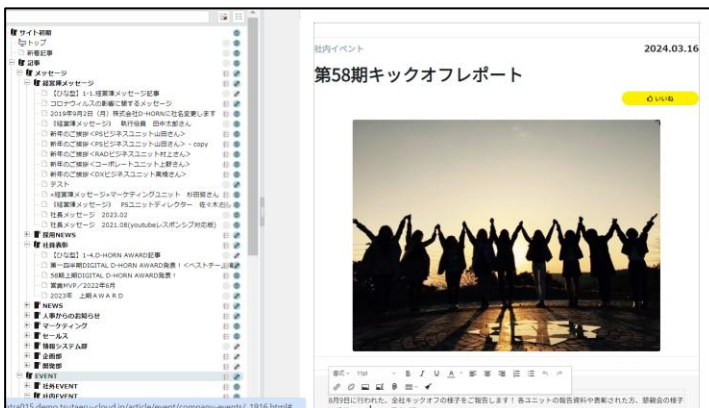 サイト初期
トップ
新着記事
記事
メッセージ
経営陣メッセージ
【ひな型】1-1.経営陣メッセージ記事
コロナウィルスの影響に関するメッセージ
2019年9月2日（月）株式会社D-HORNに社名変更します
《経営陣メッセージ》 執行役員 田中太郎さん
新年のご挨拶<PSビジネスユニット山田さん>
新年のご挨拶<PSビジネスユニット山田さん> - copy
新年のご挨拶<RADビジネスユニット村上さん>
新年のご挨拶<コーポレートユニット上野さん>
新年のご挨拶<DXビジネスユニット高橋さん>
テスト
<経営陣メッセージ>マーケティングユニット 杉田奨さん
《経営陣メッセージ》 PSユニットディレクター 佐々木
社長メッセージ 2023.02
社長メッセージ 2021.08(youtubeレスポンシブ対応板)
採用NEWS
社員表彰
【ひな型】1-4.D-HORN AWARD記事
第一四半期DIGITAL D-HORN AWARD発表！<ベストチーム
58期上期DIGITAL D-HORN AWARD発表！
営業MVP／2022年6月
2023年 上期ＡＷＡＲＤ
NEWS
人事からのお知らせ
マーケティング
セールス
情報システム部
企画部
開発部
EVENT
社外EVENT
社内EVENT
ntra015.demo.tsutaeru-cloud.jp/article/event/company-events/_1916.html#
社内イベント
2024.03.16
第58期キックオフレポート
いいね
書式 11pt B I U A
8月9日に行われた、全社キックオフの様子をご報告します！各ユニットの報告資料や表彰された方、懇親会の様子